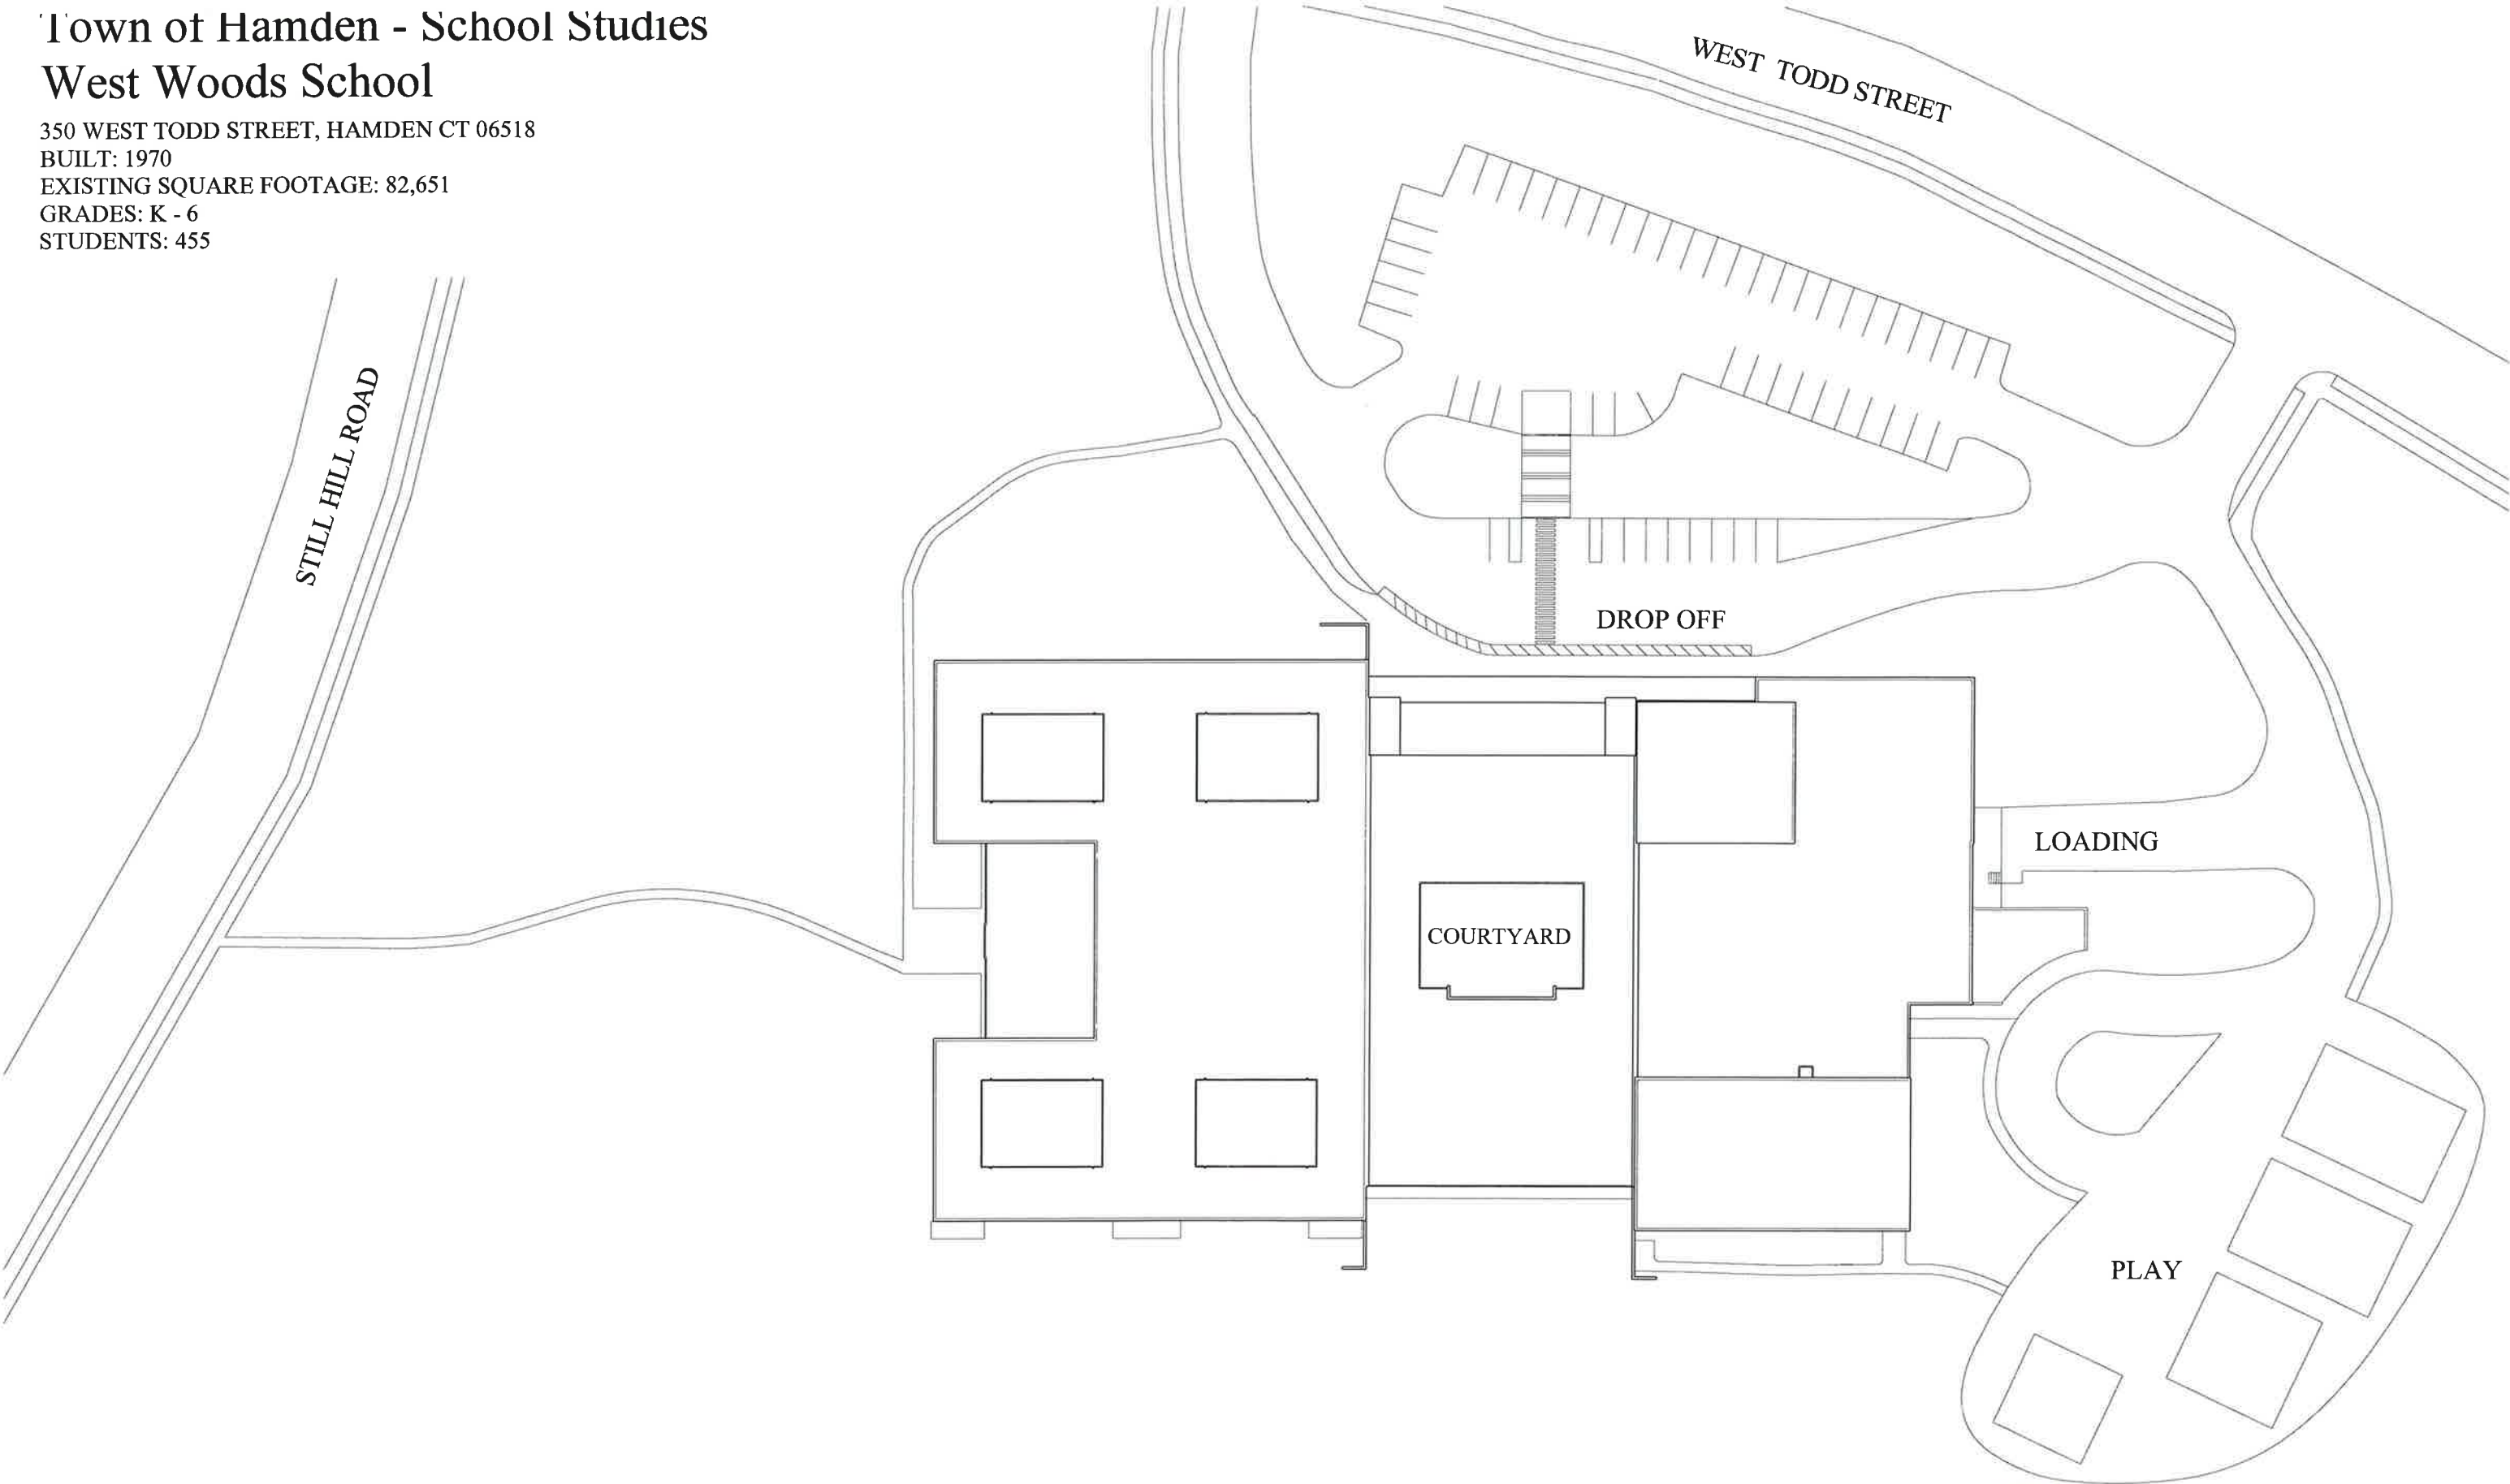 Town of Hamden - School Studies
West Woods School
350 WEST TODD STREET, HAMDEN CT 06518
BUILT: 1970
EXISTING SQUARE FOOTAGE: 82,651
GRADES: K - 6
STUDENTS: 455
WEST TODD STREET
STILL HILL ROAD
DROP OFF
LOADING
COURTYARD
PLAY